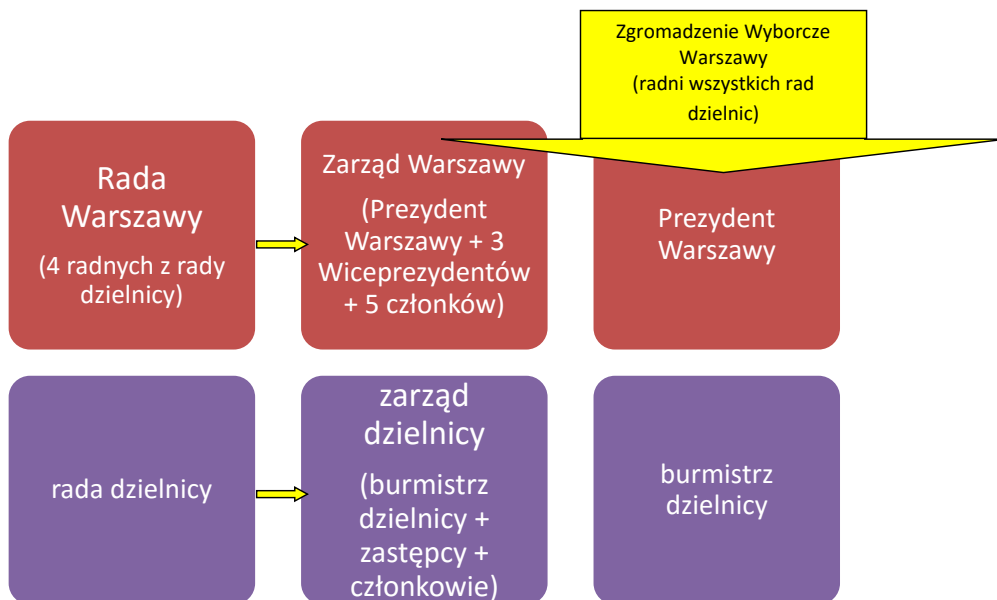 Zgromadzenie Wyborcze
Warszawy
(radni wszystkich rad
dzielnic)
Rada
Warszawy
(4 radnych z rady
dzielnicy)
Zarząd Warszawy
(Prezydent
Warszawy + 3
Wiceprezydentów
+ 5 członków)
Prezydent
Warszawy
rada dzielnicy
zarząd
dzielnicy
(burmistrz
dzielnicy +
zastępcy +
członkowie)
burmistrz
dzielnicy